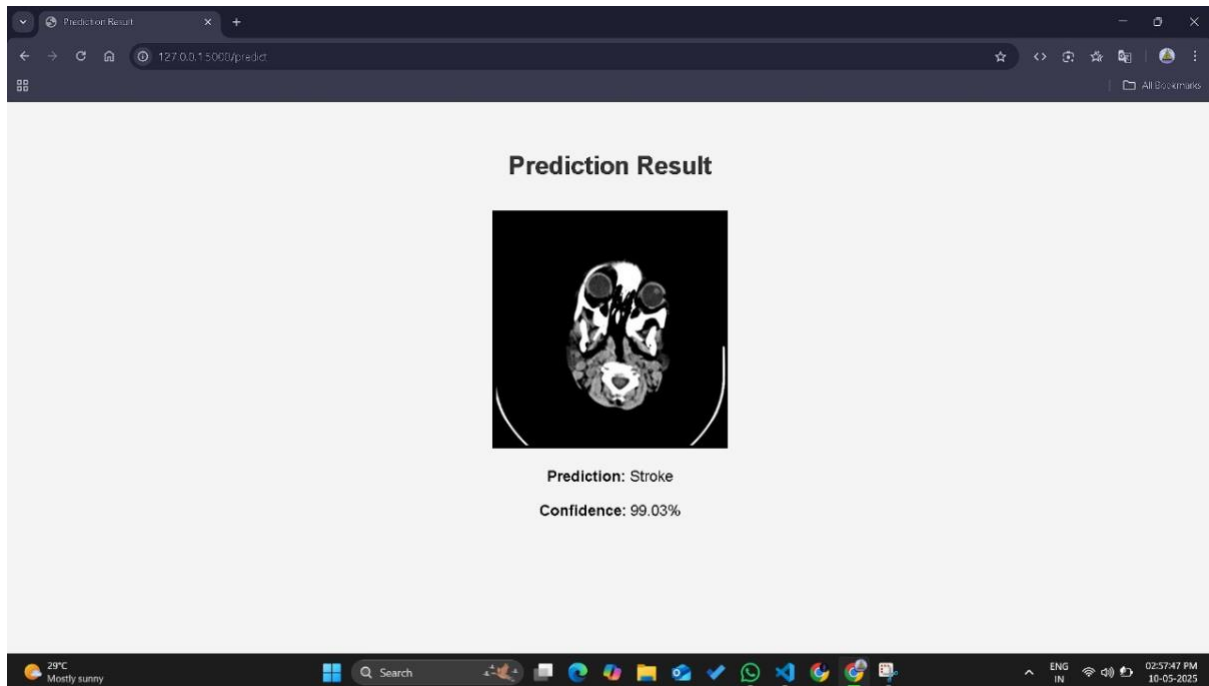 Prediction Result
127.0.0.1:5000/predict
All Bookmarks
Prediction Result
Prediction: Stroke
Confidence: 99.03%
29°C
Mostly sunny
Search
ENG
IN
02:57:47 PM
10-05-2025